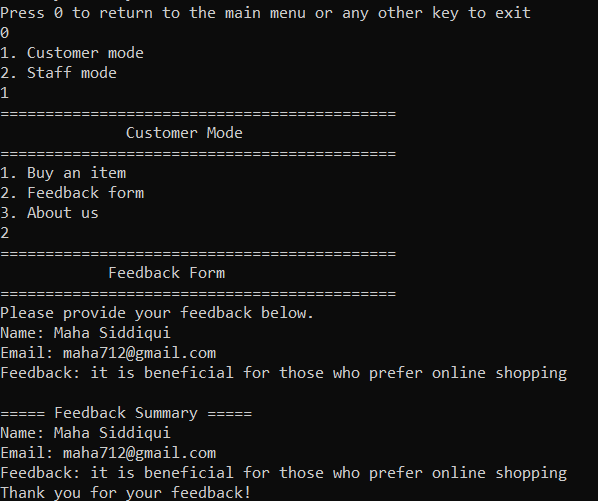 Press 0 to return to the main menu or any other key to exit
0
1. Customer mode
2. Staff mode
1
============================================
Customer Mode
============================================
1. Buy an item
2. Feedback form
3. About us
2
============================================
Feedback Form
============================================
Please provide your feedback below.
Name: Maha Siddiqui
Email: maha712@gmail.com
Feedback: it is beneficial for those who prefer online shopping

===== Feedback Summary =====
Name: Maha Siddiqui
Email: maha712@gmail.com
Feedback: it is beneficial for those who prefer online shopping
Thank you for your feedback!